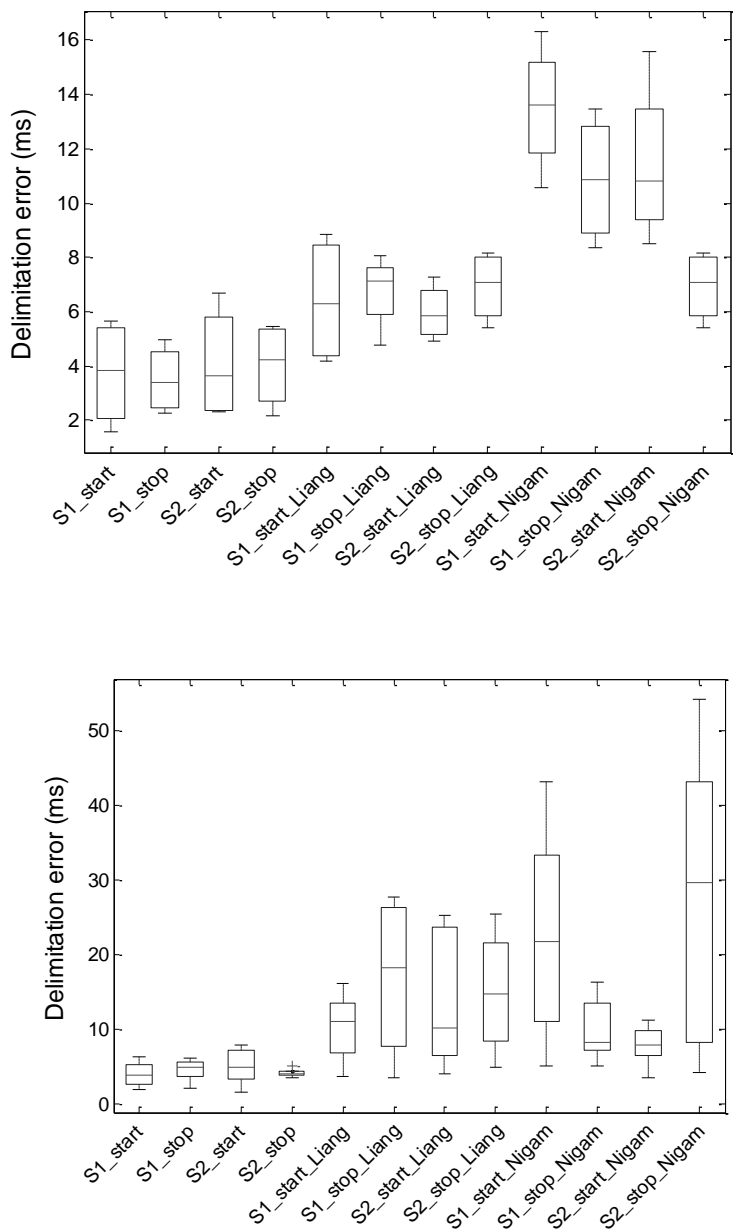 16
14
12
10
8
6
4
2
Delimitation error (ms)
S1_start
S1_stop
S2_start
S2_stop
S1_start_Liang
S1_stop_Liang
S2_start_Liang
S2_stop_Liang
S1_start_Nigam
S1_stop_Nigam
S2_start_Nigam
S2_stop_Nigam
50
40
30
20
10
0
Delimitation error (ms)
S1_start
S1_stop
S2_start
S2_stop
S1_start_Liang
S1_stop_Liang
S2_start_Liang
S2_stop_Liang
S1_start_Nigam
S1_stop_Nigam
S2_start_Nigam
S2_stop_Nigam